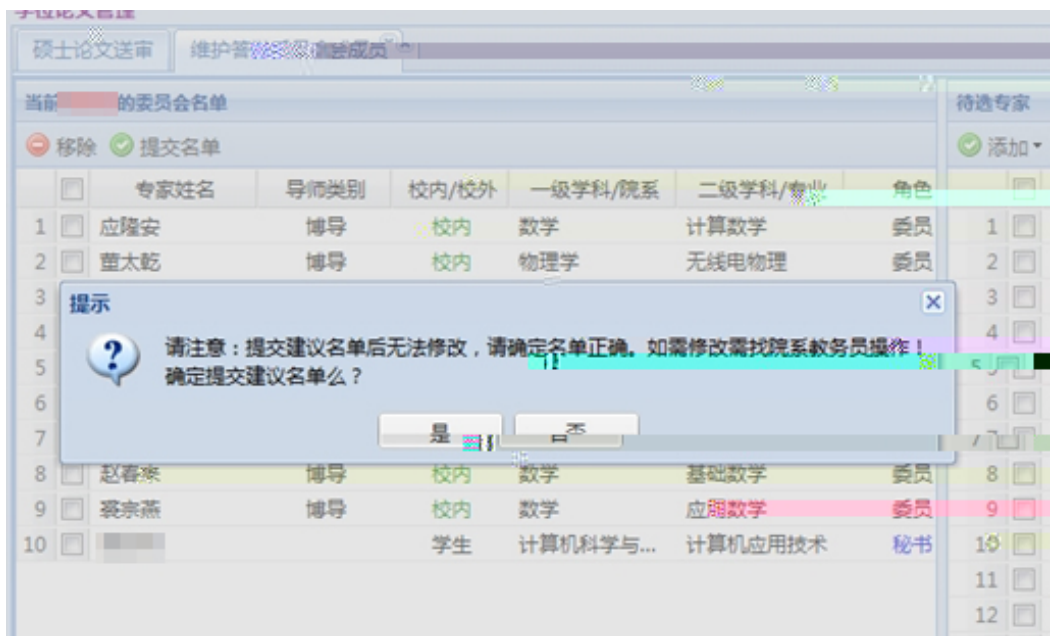 学位论文管理
硕士论文送审
当前 的委员会名单 待选专家
移除 提交名单 添加
专家姓名 导师类别 校内/校外 一级学科/院系 二级学科/专业 角色
1 应隆安 博导 校内 数学 计算数学 委员 1
2 董太乾 博导 校内 物理学 无线电物理 委员 2
3 提示 3
4 请注意：提交建议名单后无法修改，请确定名单正确。如需修改需找院系教务员操作！ 4
5 确定提交建议名单么？ 5
6 6
7 是 否 7
8 博导 校内 数学 基础数学 委员 8
9 裘宗燕 博导 校内 数学 应用数学 委员 9
10 学生 计算机科学与... 计算机应用技术 秘书 10
11
12